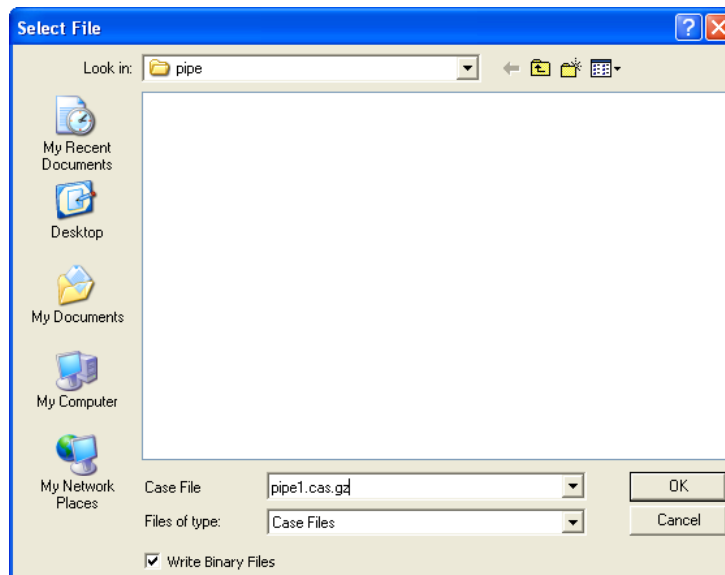 Select File
Look in:
pipe
My Recent
Documents
Desktop
My Documents
My Computer
My Network
Places
Case File
pipe1.cas.gz
OK
Files of type:
Case Files
Cancel
Write Binary Files